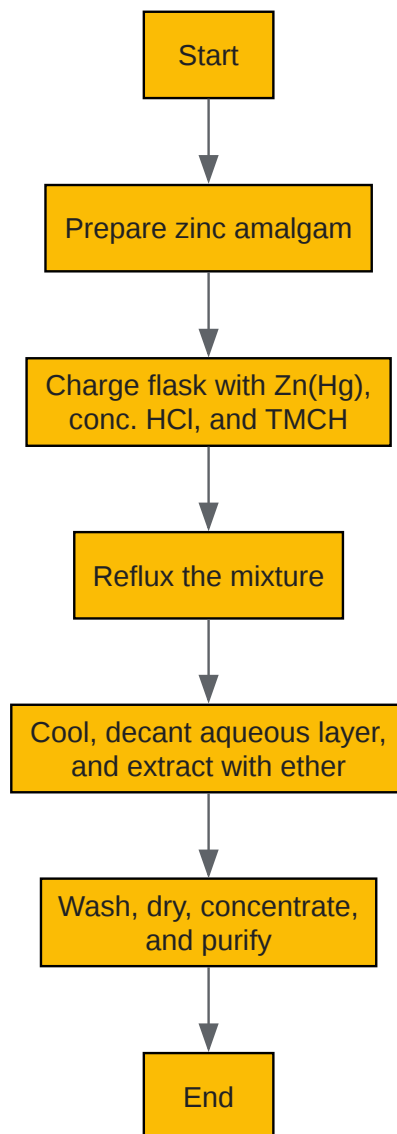 Start
Prepare zinc amalgam
Charge flask with Zn(Hg),
conc. HCl, and TMCH
Reflux the mixture
Cool, decant aqueous layer,
and extract with ether
Wash, dry, concentrate,
and purify
End